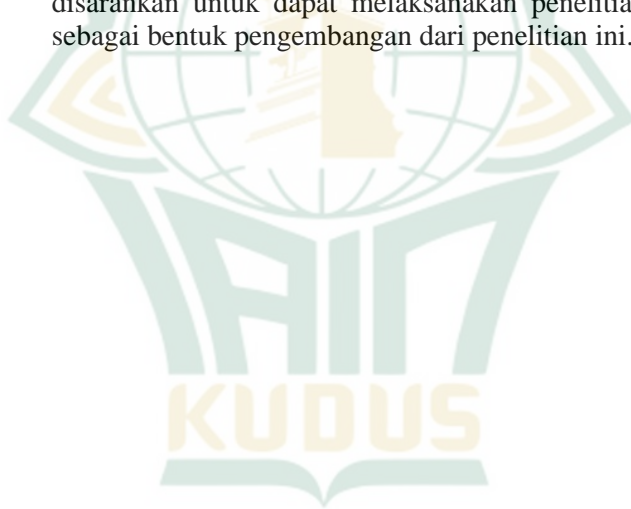 disarankan untuk dapat melaksanakan penelitia
sebagai bentuk pengembangan dari penelitian ini.
IAIN
KUDUS